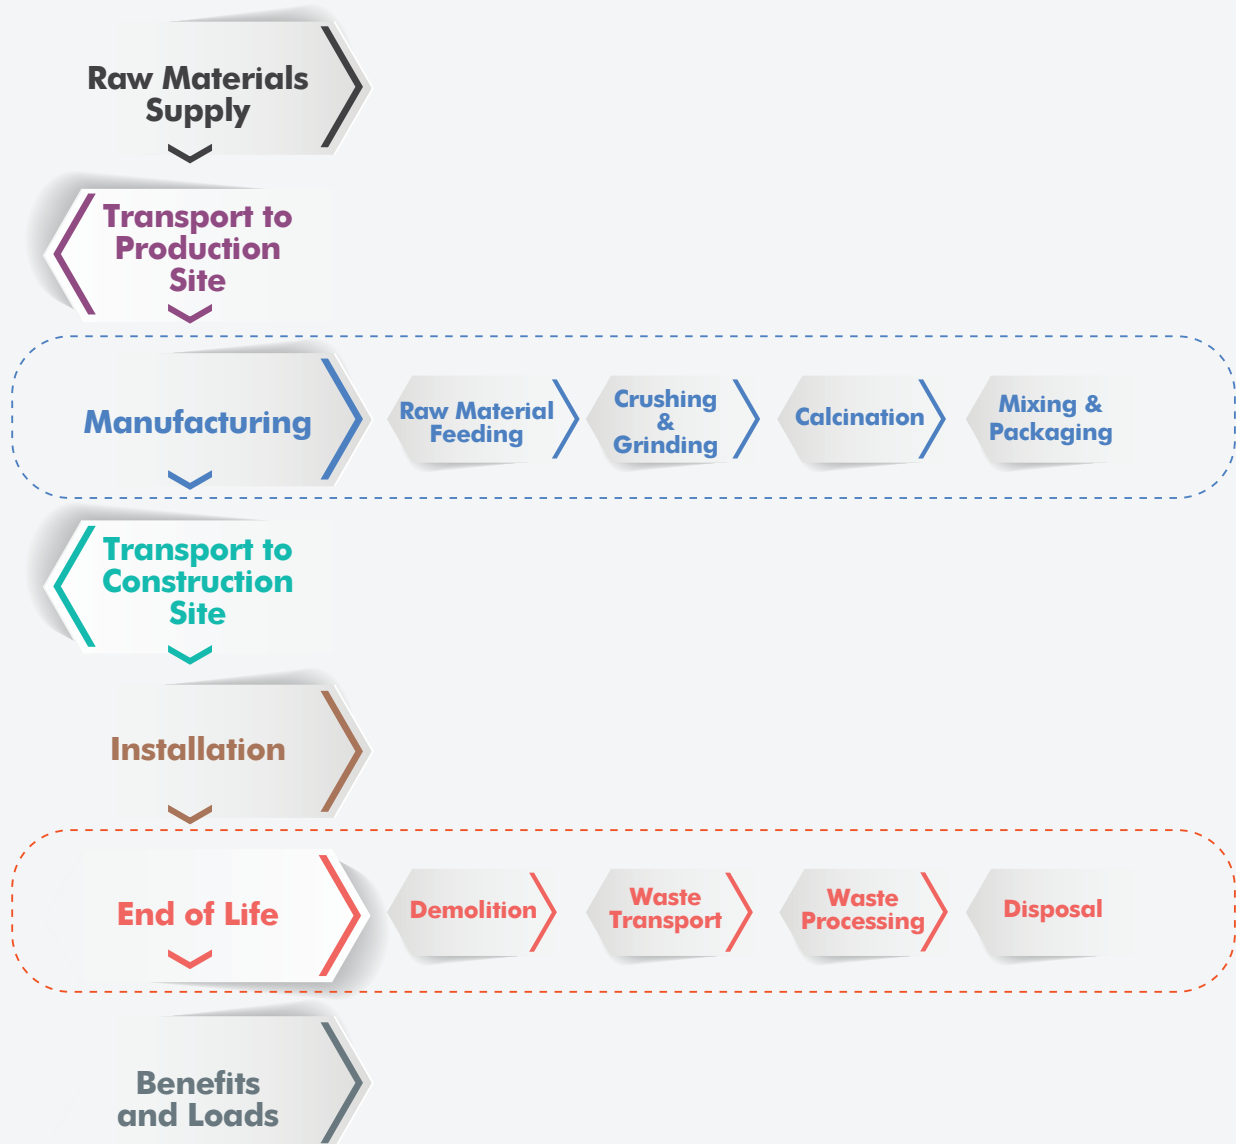 Raw Materials
Supply
Transport to
Production
Site
Manufacturing
Raw Material
Feeding
Crushing
&
Grinding
Calcination
Mixing &
Packaging
Transport to
Construction
Site
Installation
End of Life
Demolition
Waste
Transport
Waste
Processing
Disposal
Benefits
and Loads